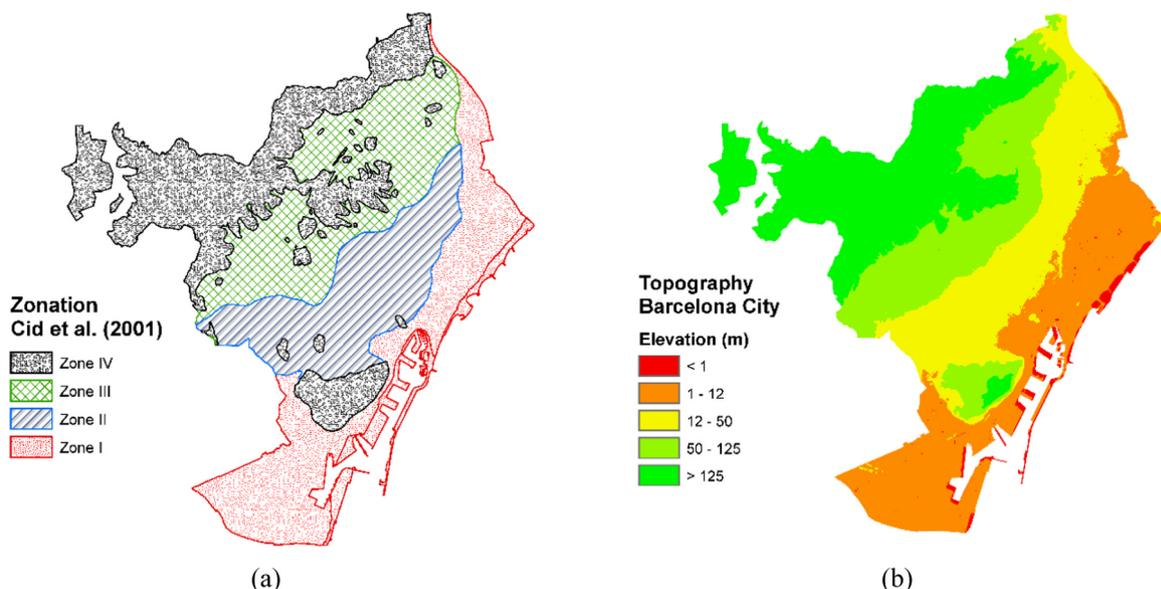 Zonation
Cid et al. (2001)
Zone IV
Zone III
Zone II
Zone I
(a)
Topography
Barcelona City
Elevation (m)
< 1
1 - 12
12 - 50
50 - 125
> 125
(b)